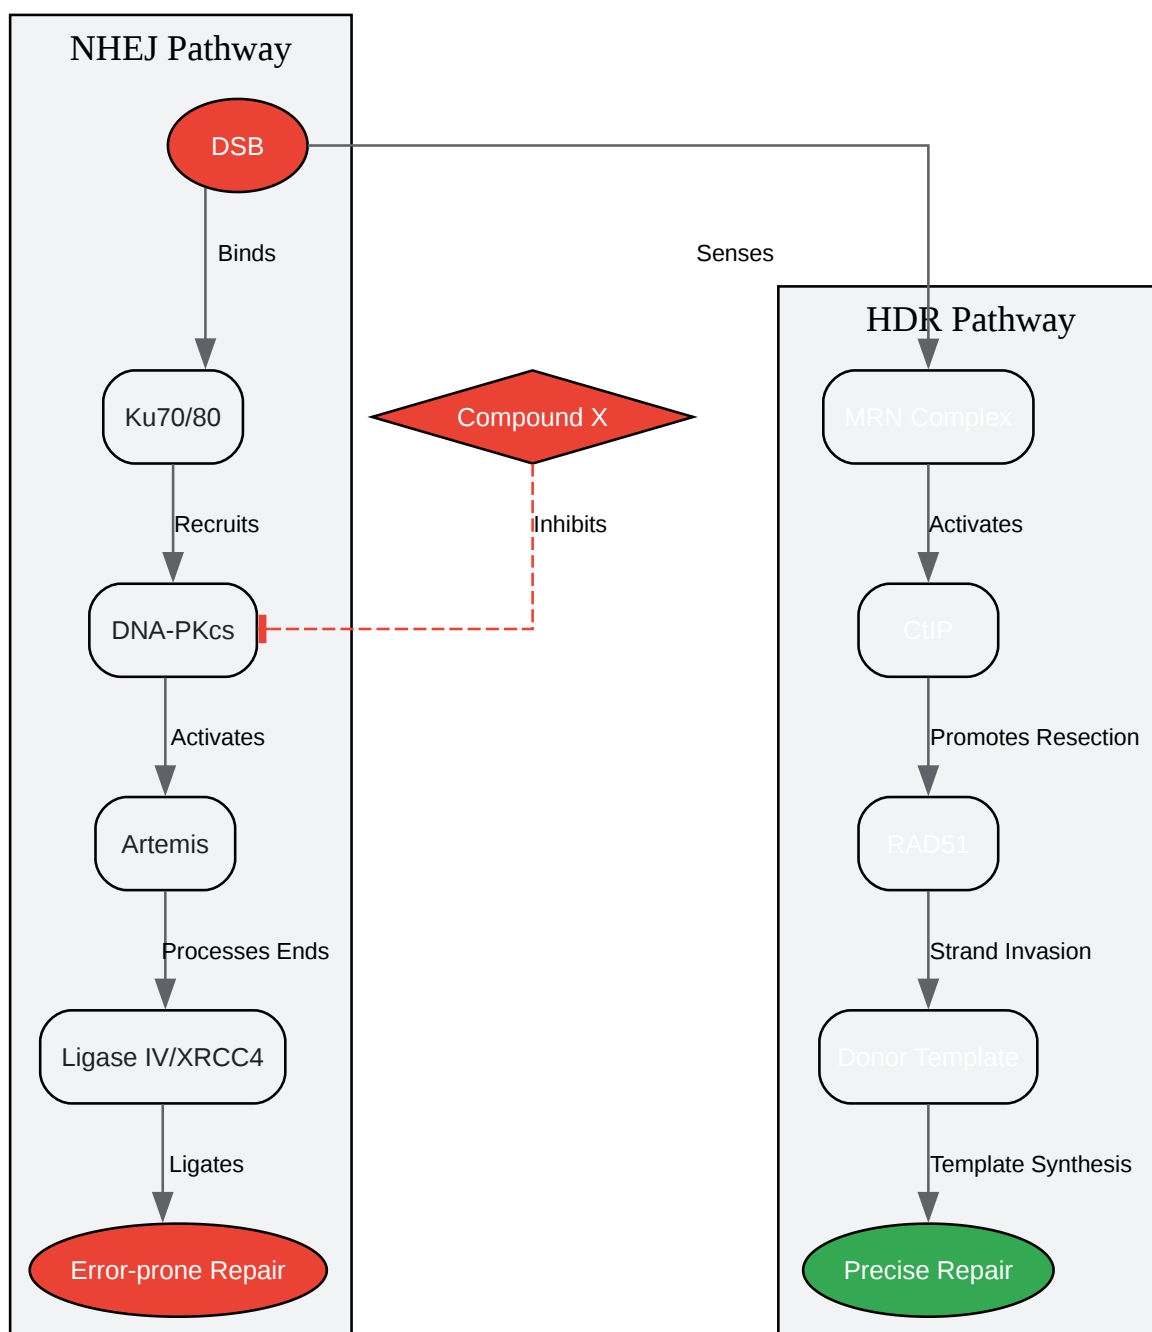 NHEJ Pathway
DSB
Binds
Senses
HDR Pathway
Ku70/80
Compound X
MRN Complex
Recruits
Inhibits
Activates
DNA-PKcs
CtIP
Activates
Promotes Resection
Artemis
RAD51
Processes Ends
Strand Invasion
Ligase IV/XRCC4
Donor Template
Ligates
Template Synthesis
Error-prone Repair
Precise Repair